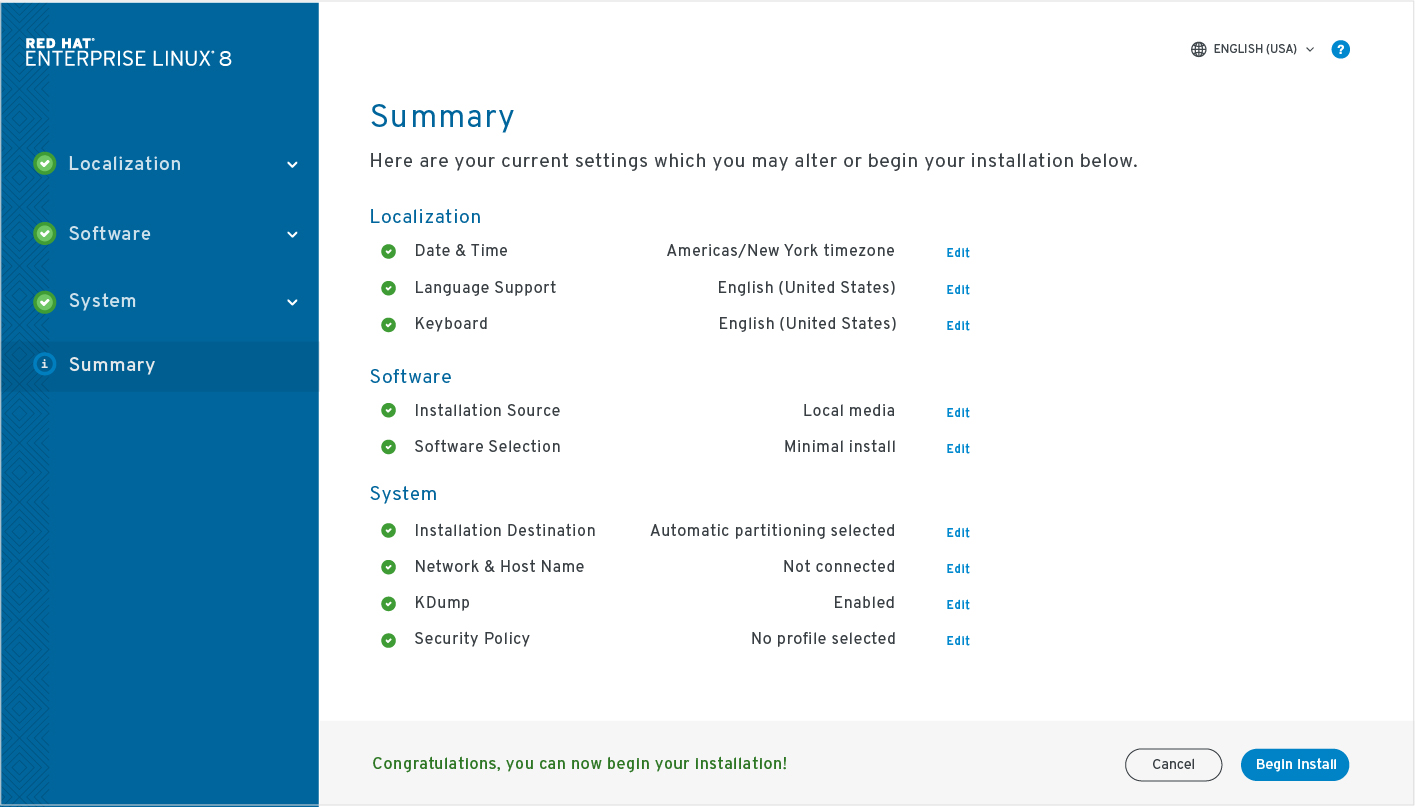 RED HAT
ENTERPRISE LINUX 8
ENGLISH (USA)
?
Localization
Software
System
i Summary
Summary
Here are your current settings which you may alter or begin your installation below.
Localization
Date & Time Americas/New York timezone Edit
Language Support English (United States) Edit
Keyboard English (United States) Edit
Software
Installation Source Local media Edit
Software Selection Minimal install Edit
System
Installation Destination Automatic partitioning selected Edit
Network & Host Name Not connected Edit
KDump Enabled Edit
Security Policy No profile selected Edit
Congratulations, you can now begin your installation! Cancel Begin Install